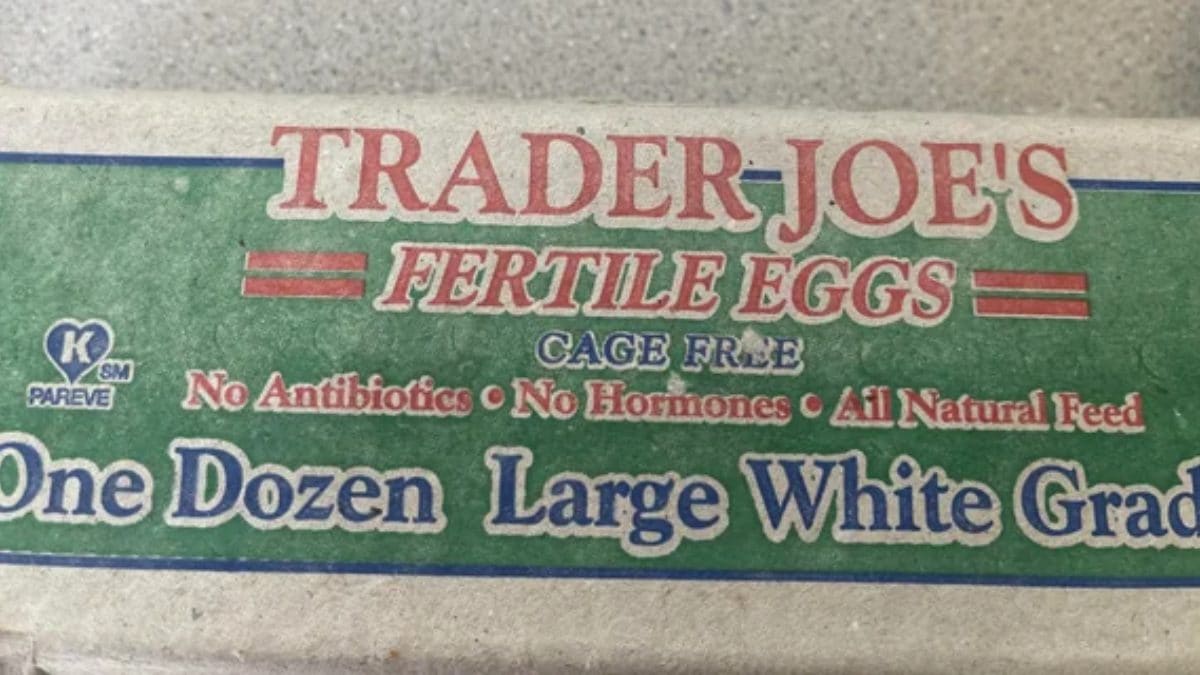 TRADER JOE'S
FERTILE EGGS
CAGE FREE
K SM
PAREVE
No Antibiotics • No Hormones • All Natural Feed
One Dozen Large White Grad